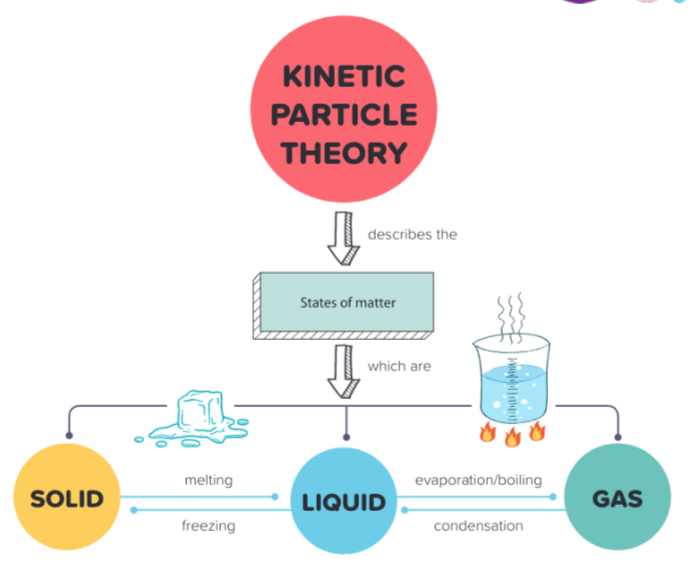 KINETIC
PARTICLE
THEORY
describes the
States of matter
which are
SOLID
melting
freezing
LIQUID
evaporation/boiling
condensation
GAS